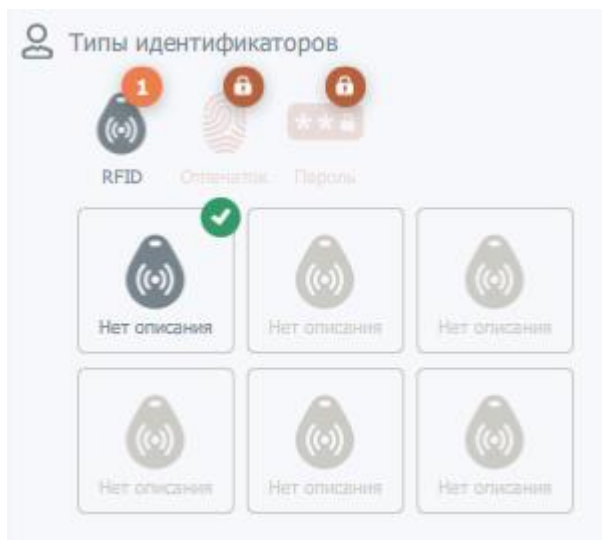 Типы идентификаторов
1
RFID Отпечаток Пароль
Нет описания Нет описания Нет описания
Нет описания Нет описания Нет описания